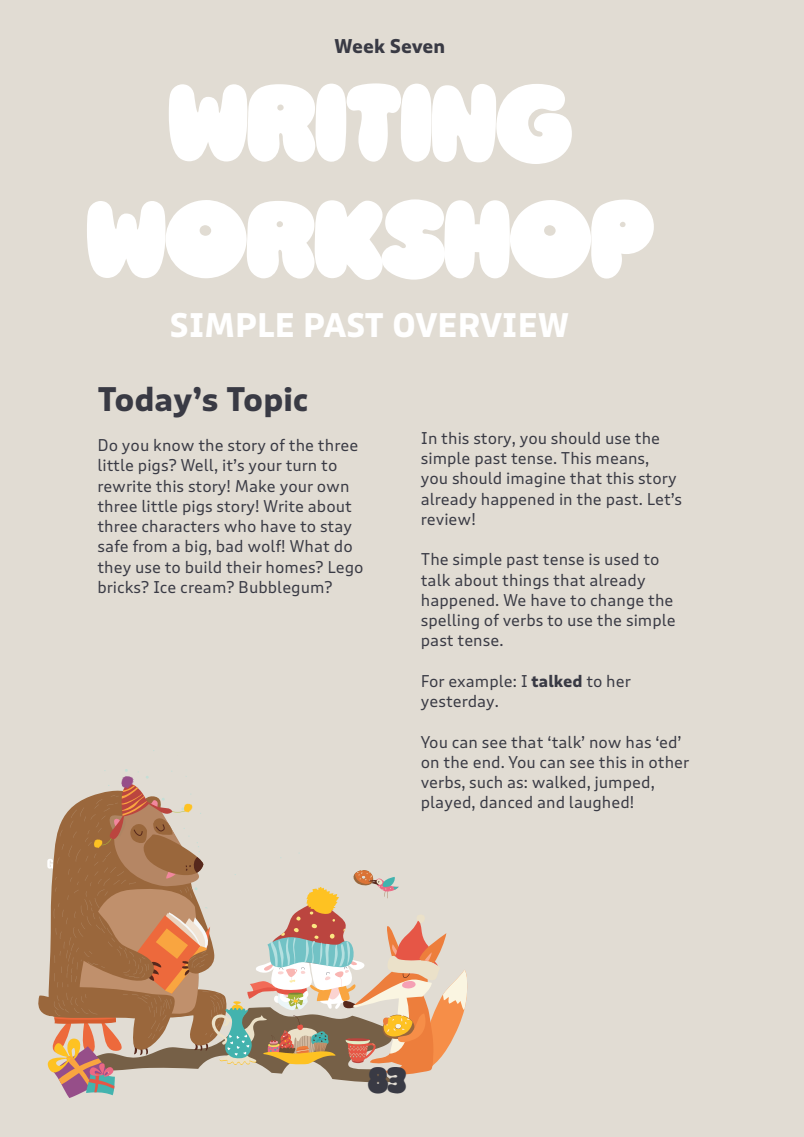 Week Seven
WRITING
WORKSHOP
SIMPLE PAST OVERVIEW
Today’s Topic
Do you know the story of the three
little pigs? Well, it’s your turn to
rewrite this story! Make your own
three little pigs story! Write about
three characters who have to stay
safe from a big, bad wolf! What do
they use to build their homes? Lego
bricks? Ice cream? Bubblegum?
In this story, you should use the
simple past tense. This means,
you should imagine that this story
already happened in the past. Let’s
review!
The simple past tense is used to
talk about things that already
happened. We have to change the
spelling of verbs to use the simple
past tense.
For example: I talked to her
yesterday.
You can see that ‘talk’ now has ‘ed’
on the end. You can see this in other
verbs, such as: walked, jumped,
played, danced and laughed!
83